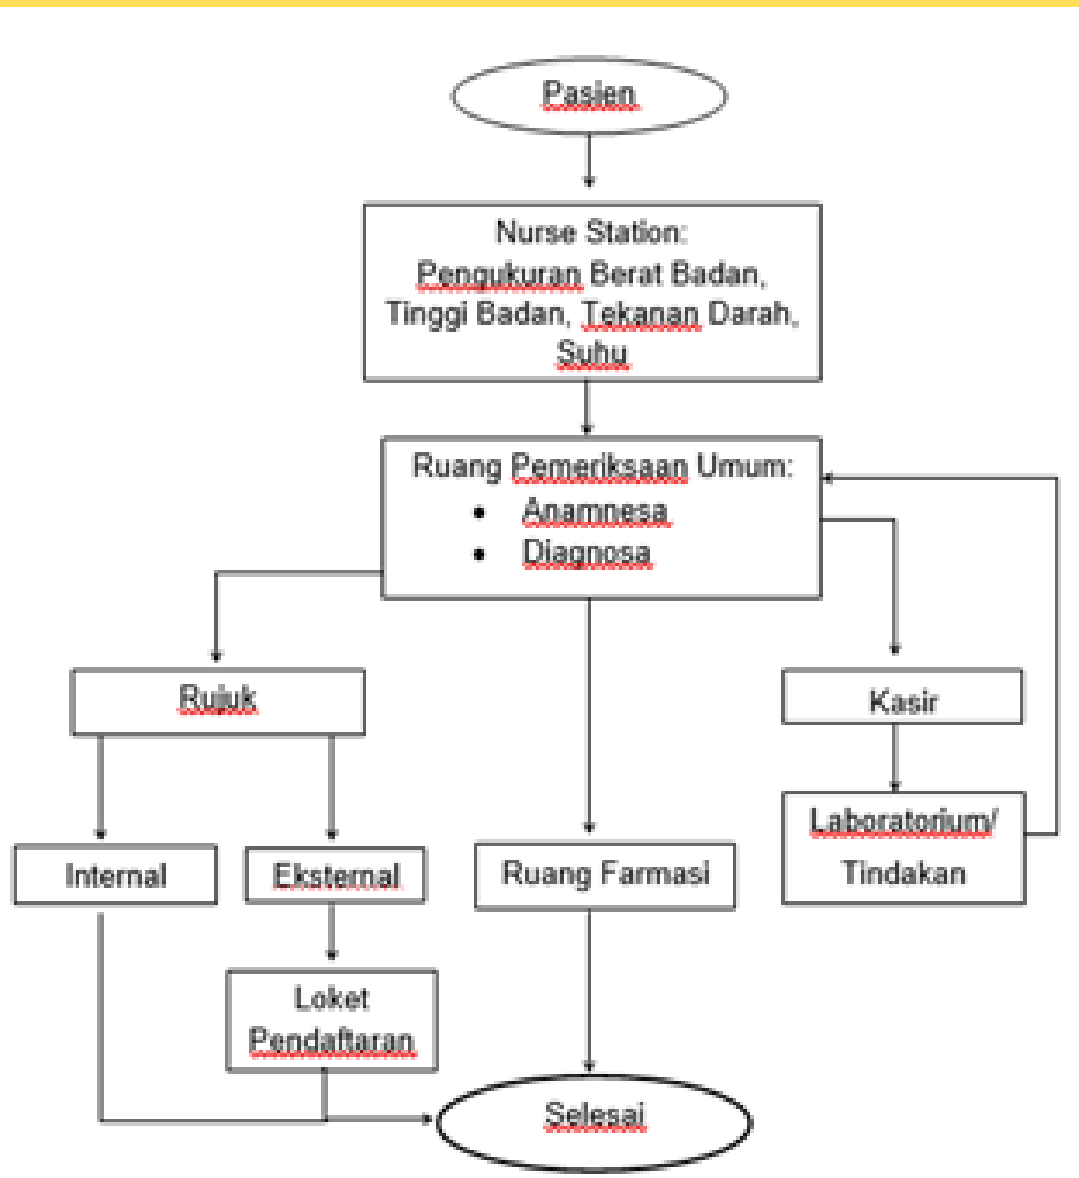 Pasien
Nurse Station:
Pengukuran Berat Badan,
Tinggi Badan, Tekanan Darah,
Suhu
Ruang Pemeriksaan Umum:
• Anamnesa
• Diagnosa
Rujuk
Kasir
Laboratorium/
Tindakan
Internal
Eksternal
Ruang Farmasi
Loket
Pendaftaran
Selesai